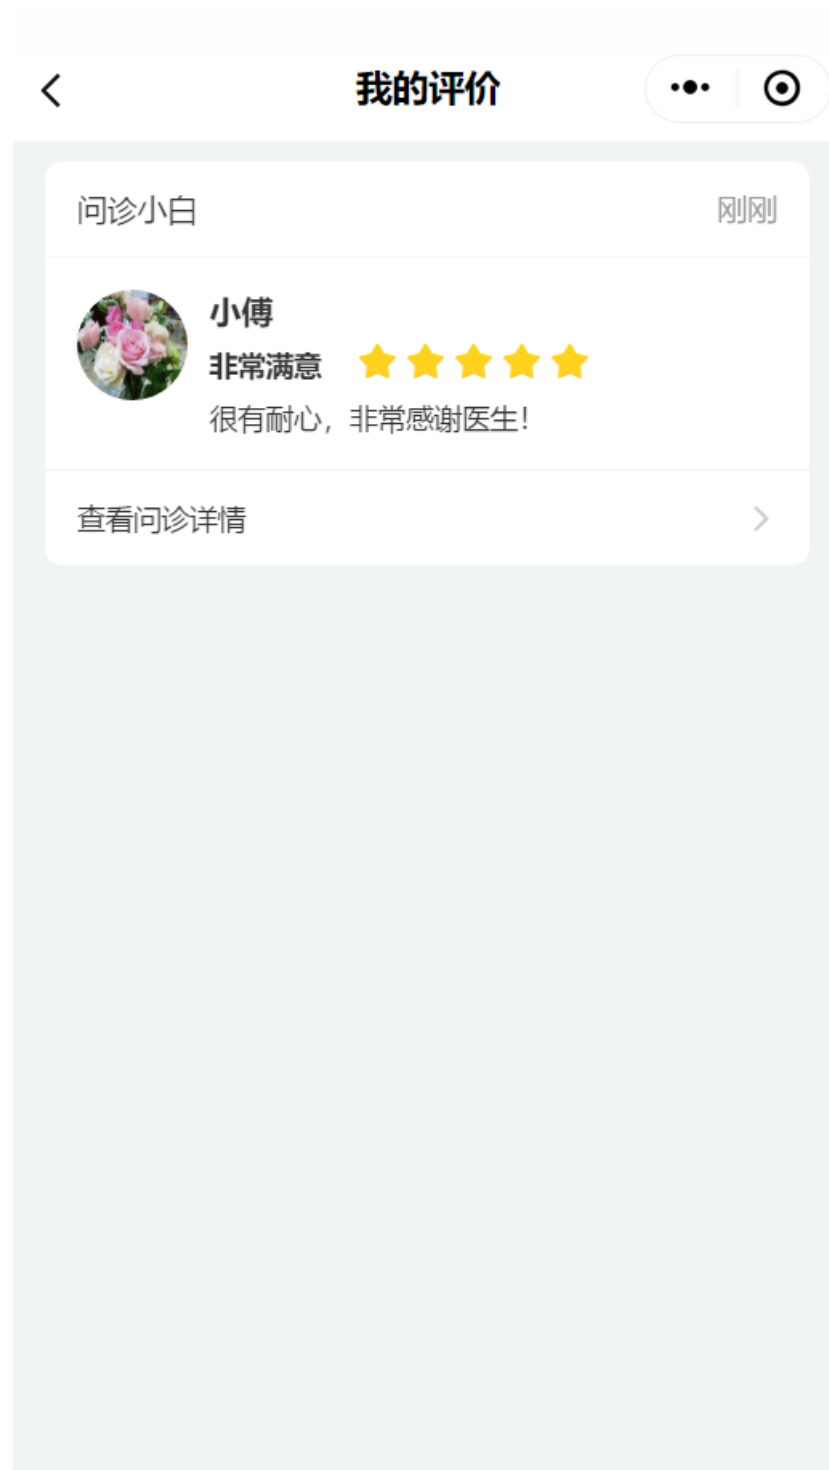 我的评价
问诊小白 刚刚
小傅
非常满意
很有耐心，非常感谢医生！
查看问诊详情